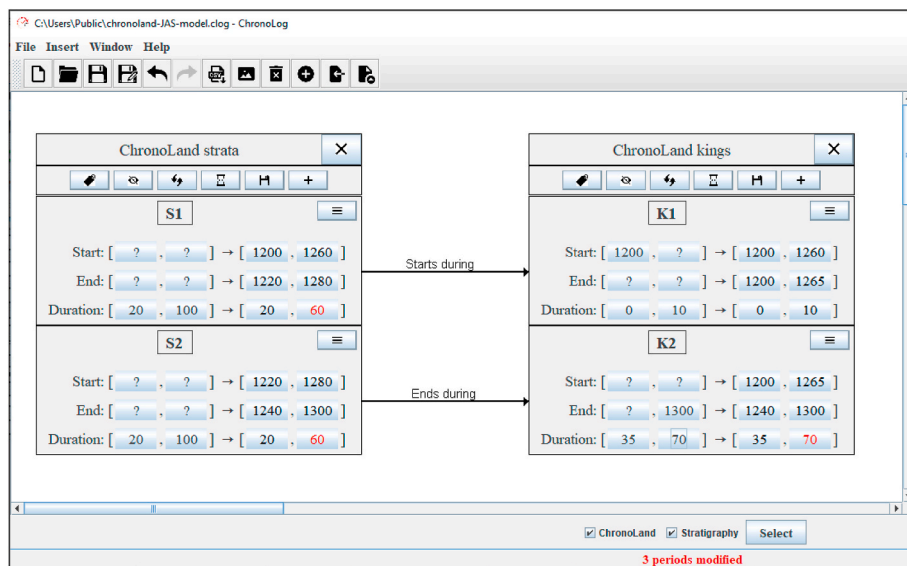 C:\Users\Public\chronoland-JAS-model.clog - ChronoLog
File Insert Window Help
CSV
ChronoLand strata
S1
Start: [ ? , ? ] → [ 1200 , 1260 ]
End: [ ? , ? ] → [ 1220 , 1280 ]
Duration: [ 20 , 100 ] → [ 20 , 60 ]
S2
Start: [ ? , ? ] → [ 1220 , 1280 ]
End: [ ? , ? ] → [ 1240 , 1300 ]
Duration: [ 20 , 100 ] → [ 20 , 60 ]
Starts during
Ends during
ChronoLand kings
K1
Start: [ 1200 , ? ] → [ 1200 , 1260 ]
End: [ ? , ? ] → [ 1200 , 1265 ]
Duration: [ 0 , 10 ] → [ 0 , 10 ]
K2
Start: [ ? , ? ] → [ 1200 , 1265 ]
End: [ ? , 1300 ] → [ 1240 , 1300 ]
Duration: [ 35 , 70 ] → [ 35 , 70 ]
ChronoLand Stratigraphy Select
3 periods modified